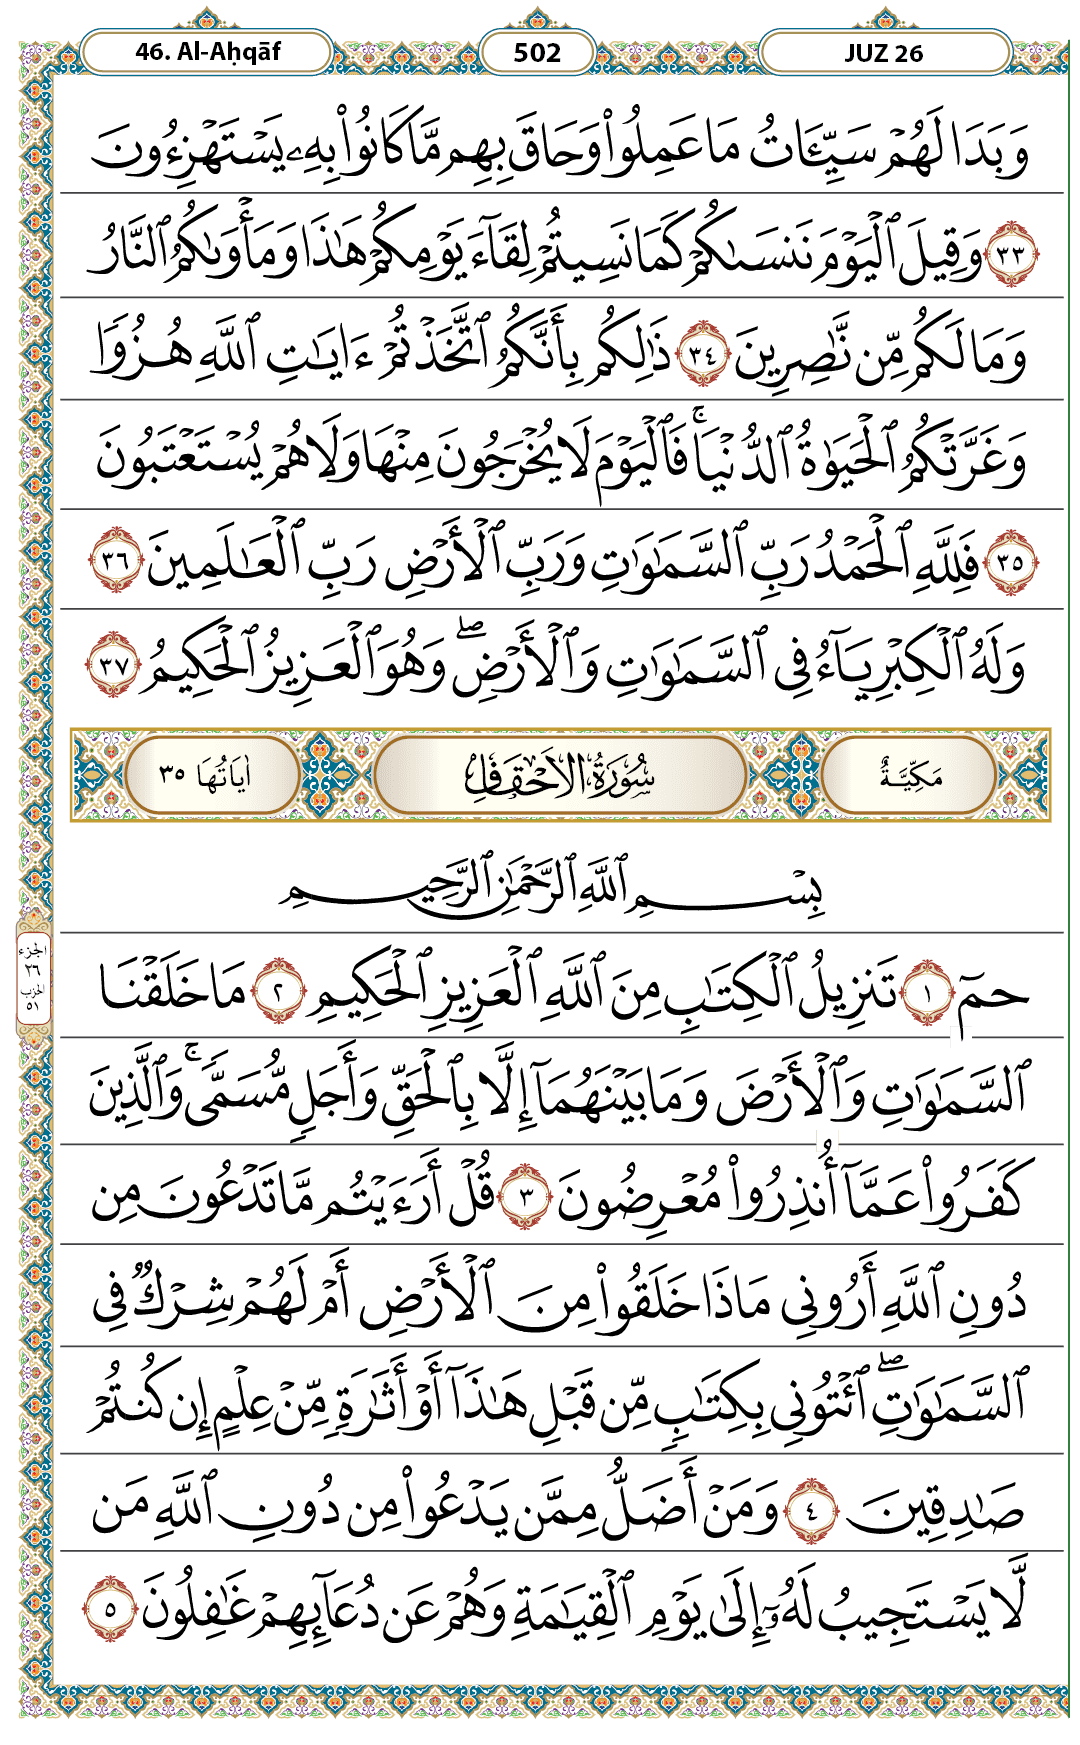 46. Al-Aḥqāf 502 JUZ 26
وَبَدَا لَهُمْ سَيِّـَٔاتُ مَا عَمِلُوا۟ وَحَاقَ بِهِم مَّا كَانُوا۟ بِهِۦ يَسْتَهْزِءُونَ
٣٣ وَقِيلَ ٱلْيَوْمَ نَنسَىٰكُمْ كَمَا نَسِيتُمْ لِقَآءَ يَوْمِكُمْ هَٰذَا وَمَأْوَىٰكُمُ ٱلنَّارُ
وَمَا لَكُم مِّن نَّٰصِرِينَ ٣٤ ذَٰلِكُم بِأَنَّكُمُ ٱتَّخَذْتُمْ ءَايَٰتِ ٱللَّهِ هُزُوًا
وَغَرَّتْكُمُ ٱلْحَيَوٰةُ ٱلدُّنْيَا ۚ فَٱلْيَوْمَ لَا يُخْرَجُونَ مِنْهَا وَلَا هُمْ يُسْتَعْتَبُونَ
٣٥ فَلِلَّهِ ٱلْحَمْدُ رَبِّ ٱلسَّمَٰوَٰتِ وَرَبِّ ٱلْأَرْضِ رَبِّ ٱلْعَٰلَمِينَ ٣٦
وَلَهُ ٱلْكِبْرِيَآءُ فِى ٱلسَّمَٰوَٰتِ وَٱلْأَرْضِ ۖ وَهُوَ ٱلْعَزِيزُ ٱلْحَكِيمُ ٣٧
مَكِّيَّةٌ سُورَةُ الأَحْقَافِ اٰيَاتُهَا ٣٥
بِسْمِ ٱللَّهِ ٱلرَّحْمَٰنِ ٱلرَّحِيمِ
حمٓ ١ تَنزِيلُ ٱلْكِتَٰبِ مِنَ ٱللَّهِ ٱلْعَزِيزِ ٱلْحَكِيمِ ٢ مَا خَلَقْنَا
ٱلسَّمَٰوَٰتِ وَٱلْأَرْضَ وَمَا بَيْنَهُمَآ إِلَّا بِٱلْحَقِّ وَأَجَلٍ مُّسَمًّى ۚ وَٱلَّذِينَ
كَفَرُوا۟ عَمَّآ أُنذِرُوا۟ مُعْرِضُونَ ٣ قُلْ أَرَءَيْتُم مَّا تَدْعُونَ مِن
دُونِ ٱللَّهِ أَرُونِى مَاذَا خَلَقُوا۟ مِنَ ٱلْأَرْضِ أَمْ لَهُمْ شِرْكٌ فِى
ٱلسَّمَٰوَٰتِ ۖ ٱئْتُونِى بِكِتَٰبٍ مِّن قَبْلِ هَٰذَآ أَوْ أَثَٰرَةٍ مِّنْ عِلْمٍ إِن كُنتُمْ
صَٰدِقِينَ ٤ وَمَنْ أَضَلُّ مِمَّن يَدْعُوا۟ مِن دُونِ ٱللَّهِ مَن
لَّا يَسْتَجِيبُ لَهُۥٓ إِلَىٰ يَوْمِ ٱلْقِيَٰمَةِ وَهُمْ عَن دُعَآئِهِمْ غَٰفِلُونَ ٥
الجزء
٢٦
الحزب
٥١